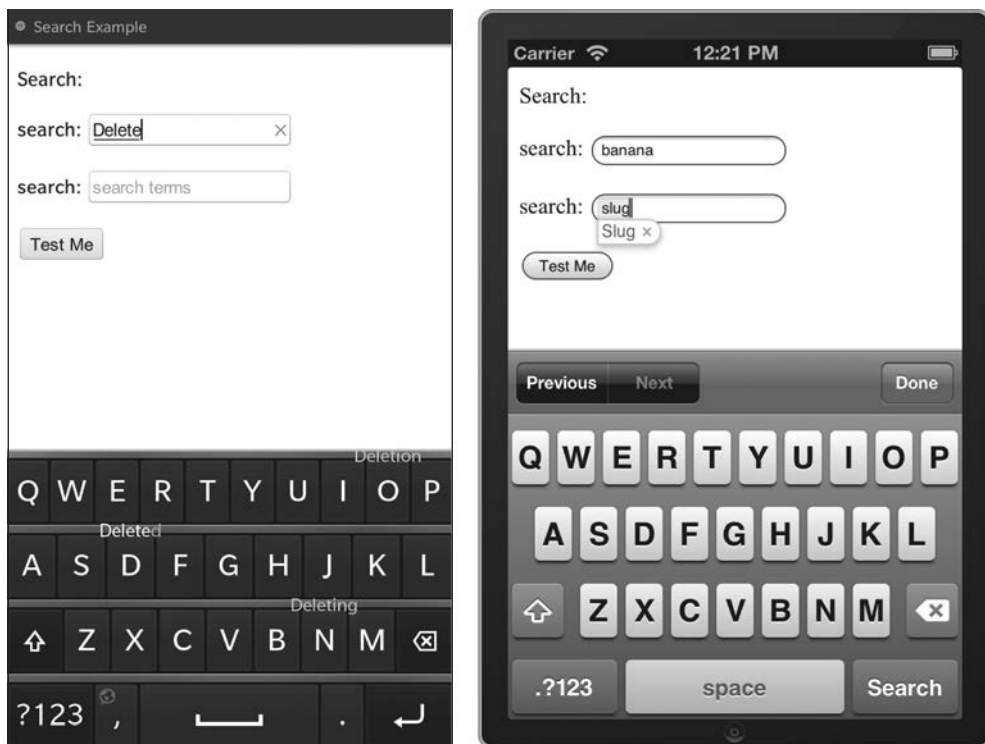 Search Example
Search:
search: Delete ×
search: search terms
Test Me
Deletion
Q W E R T Y U I O P
Deleted
A S D F G H J K L
Deleting
Z X C V B N M
?123 , .
Carrier 12:21 PM
Search:
search: banana
search: slug
Slug ×
Test Me
Previous Next Done
Q W E R T Y U I O P
A S D F G H J K L
Z X C V B N M
.?123 space Search